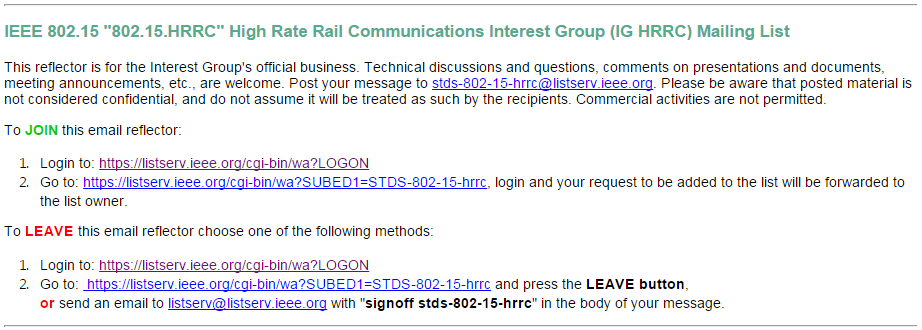 IEEE 802.15 "802.15.HRRC" High Rate Rail Communications Interest Group (IG HRRC) Mailing List
This reflector is for the Interest Group's official business. Technical discussions and questions, comments on presentations and documents,
meeting announcements, etc., are welcome. Post your message to stds-802-15-hrrc@listserv.ieee.org. Please be aware that posted material is
not considered confidential, and do not assume it will be treated as such by the recipients. Commercial activities are not permitted.
To JOIN this email reflector:
1. Login to: https://listserv.ieee.org/cgi-bin/wa?LOGON
2. Go to: https://listserv.ieee.org/cgi-bin/wa?SUBED1=STDS-802-15-hrrc, login and your request to be added to the list will be forwarded to
the list owner.
To LEAVE this email reflector choose one of the following methods:
1. Login to: https://listserv.ieee.org/cgi-bin/wa?LOGON
2. Go to: https://listserv.ieee.org/cgi-bin/wa?SUBED1=STDS-802-15-hrrc and press the LEAVE button,
or send an email to listserv@listserv.ieee.org with "signoff stds-802-15-hrrc" in the body of your message.